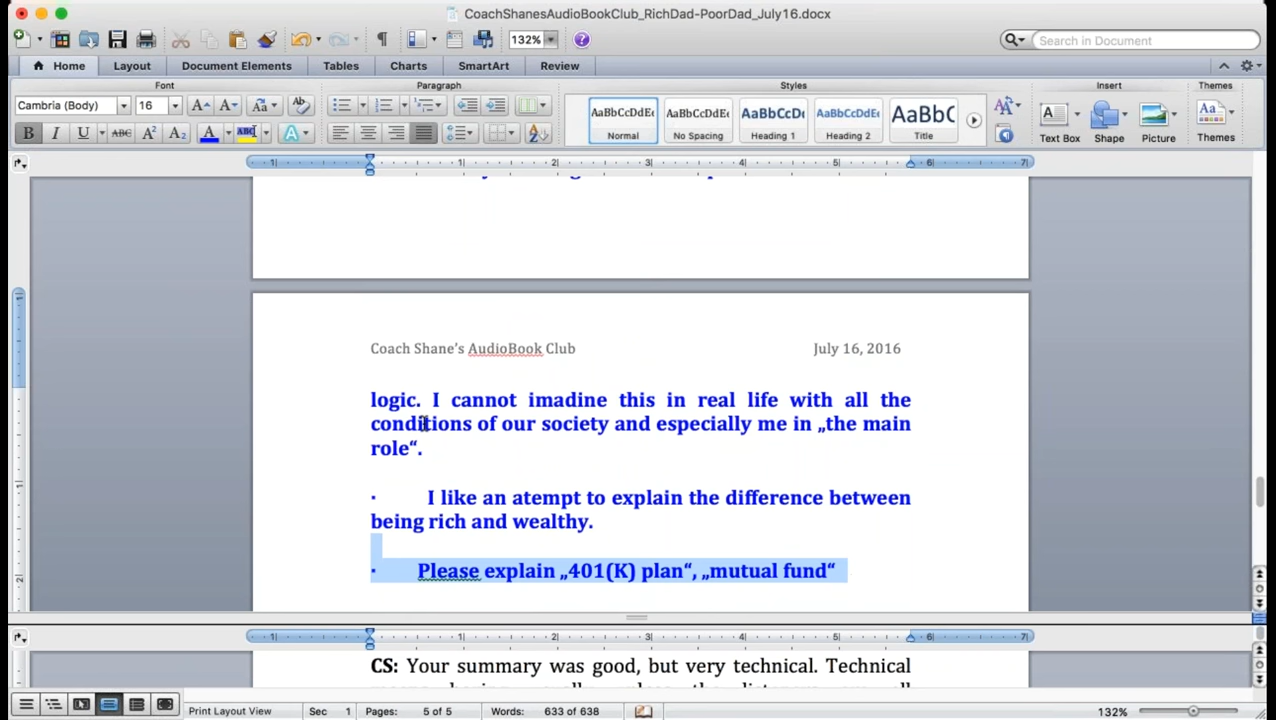 CoachShanesAudioBookClub_RichDad-PoorDad_July16.docx
132%
Search in Document
Home Layout Document Elements Tables Charts SmartArt Review
Font Paragraph Styles Insert Themes
Cambria (Body) 16
AaBbCcDdEe AaBbCcDdEe AaBbCcDc AaBbCcDdEe AaBbC
Normal No Spacing Heading 1 Heading 2 Title
Text Box Shape Picture Themes
Coach Shane's AudioBook Club July 16, 2016
logic. I cannot imadine this in real life with all the
conditions of our society and especially me in „the main
role“.
· I like an atempt to explain the difference between
being rich and wealthy.
· Please explain „401(K) plan“, „mutual fund“
CS: Your summary was good, but very technical. Technical
Print Layout View Sec 1 Pages: 5 of 5 Words: 633 of 638 132%